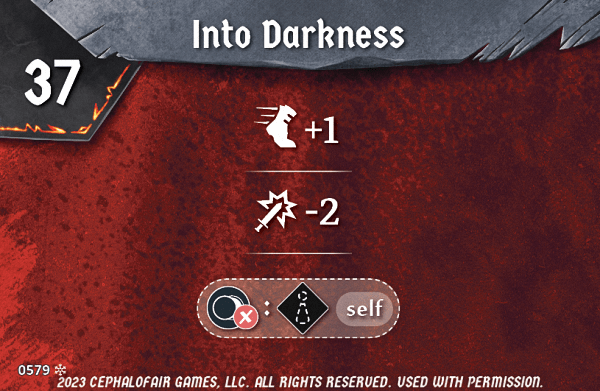 Into Darkness
37
+1
-2
: self
0579
2023 CEPHALOFAIR GAMES, LLC. ALL RIGHTS RESERVED. USED WITH PERMISSION.